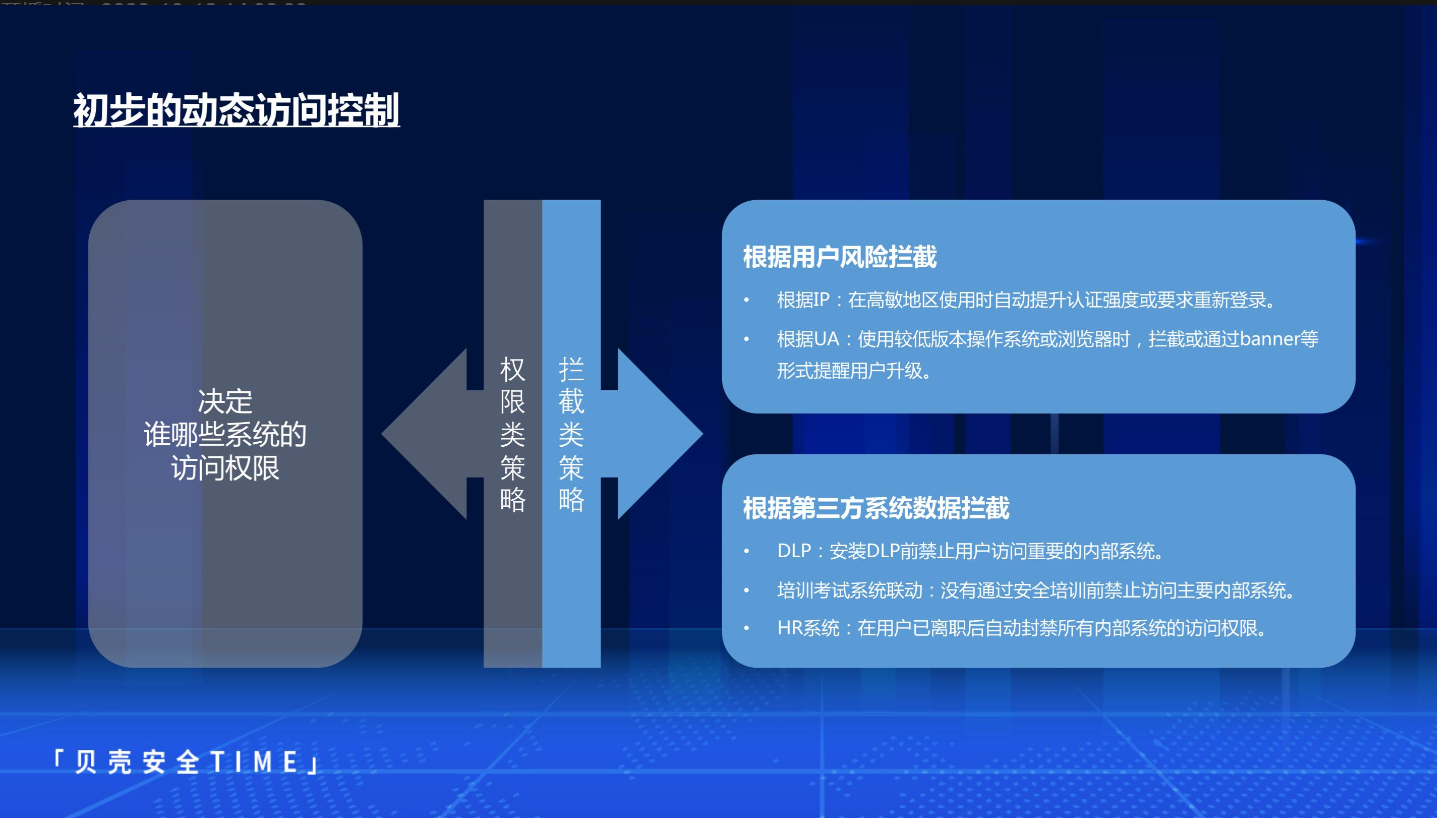 初步的动态访问控制
决定
谁哪些系统的
访问权限
权限类策略
拦截类策略
根据用户风险拦截
• 根据IP：在高敏地区使用时自动提升认证强度或要求重新登录。
• 根据UA：使用较低版本操作系统或浏览器时，拦截或通过banner等
形式提醒用户升级。
根据第三方系统数据拦截
• DLP：安装DLP前禁止用户访问重要的内部系统。
• 培训考试系统联动：没有通过安全培训前禁止访问主要内部系统。
• HR系统：在用户已离职后自动封禁所有内部系统的访问权限。
「贝壳安全TIME」